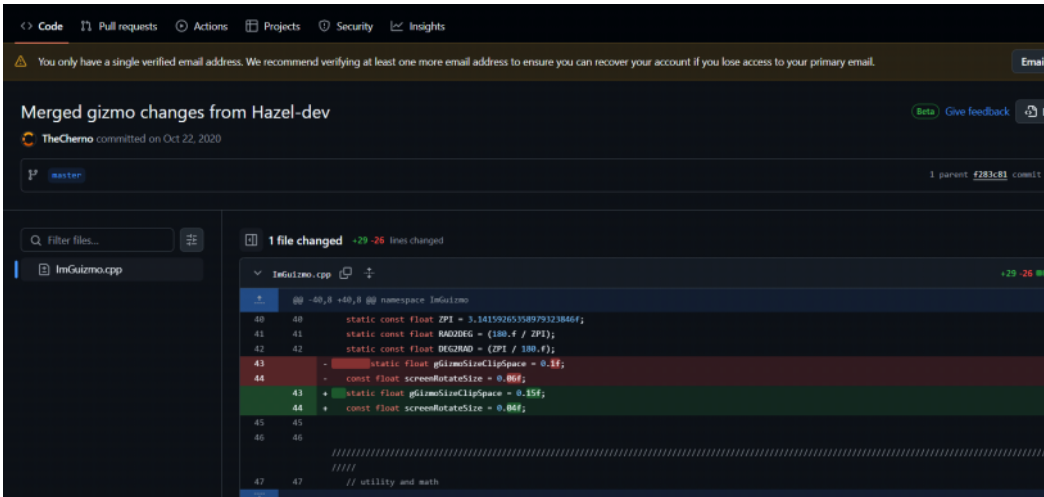 Code Pull requests Actions Projects Security Insights
You only have a single verified email address. We recommend verifying at least one more email address to ensure you can recover your account if you lose access to your primary email.
Emai
Merged gizmo changes from Hazel-dev
Beta Give feedback
TheCherno committed on Oct 22, 2020
master
1 parent f283c81 commit
Filter files...
1 file changed +29 -26 lines changed
ImGuizmo.cpp
ImGuizmo.cpp
+29 -26
@@ -40,8 +40,8 @@ namespace ImGuizmo
40 40 static const float ZPI = 3.14159265358979323846f;
41 41 static const float RAD2DEG = (180.f / ZPI);
42 42 static const float DEG2RAD = (ZPI / 180.f);
43 - static float gGizmoSizeClipSpace = 0.1f;
44 - const float screenRotateSize = 0.06f;
43 + static float gGizmoSizeClipSpace = 0.15f;
44 + const float screenRotateSize = 0.04f;
45 45
46 46
///////////////////////////////////////////////////////////////////////////////////////////////////////////////////////
/////
47 47 // utility and math